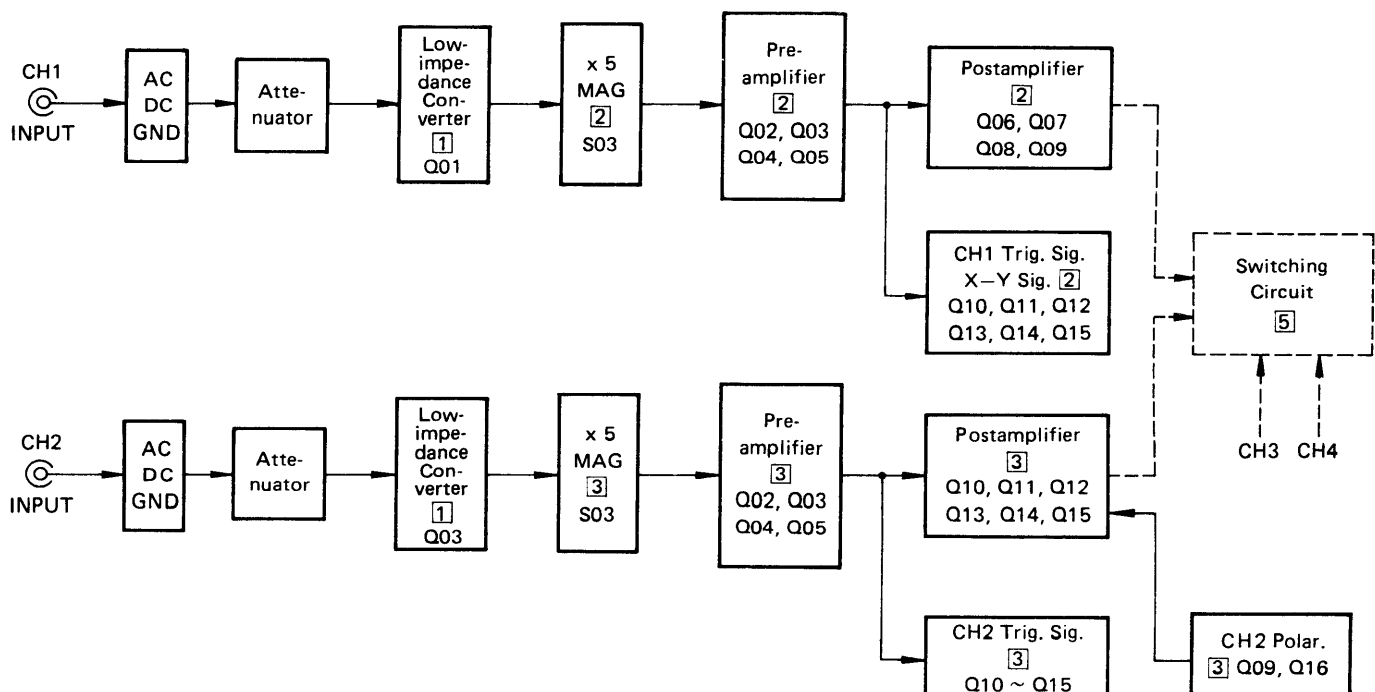 CH1
INPUT
AC
DC
GND
Atte-
nuator
Low-
impe-
dance
Con-
verter
1
Q01
x 5
MAG
2
S03
Pre-
amplifier
2
Q02, Q03
Q04, Q05
Postamplifier
2
Q06, Q07
Q08, Q09
CH1 Trig. Sig.
X–Y Sig. 2
Q10, Q11, Q12
Q13, Q14, Q15
Switching
Circuit
5
CH3 CH4
CH2
INPUT
AC
DC
GND
Atte-
nuator
Low-
impe-
dance
Con-
verter
1
Q03
x 5
MAG
3
S03
Pre-
amplifier
3
Q02, Q03
Q04, Q05
Postamplifier
3
Q10, Q11, Q12
Q13, Q14, Q15
CH2 Trig. Sig.
3
Q10 ~ Q15
CH2 Polar.
3 Q09, Q16